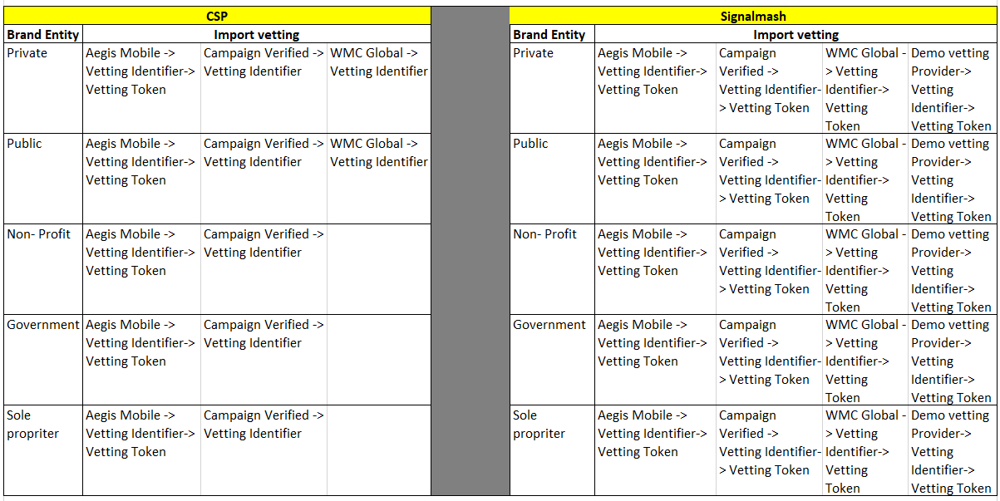 CSP
Brand Entity
Import vetting
Private
Aegis Mobile ->
Vetting Identifier->
Vetting Token
Campaign Verified ->
Vetting Identifier
WMC Global ->
Vetting Identifier
Public
Aegis Mobile ->
Vetting Identifier->
Vetting Token
Campaign Verified ->
Vetting Identifier
WMC Global ->
Vetting Identifier
Non- Profit
Aegis Mobile ->
Vetting Identifier->
Vetting Token
Campaign Verified ->
Vetting Identifier
Government
Aegis Mobile ->
Vetting Identifier->
Vetting Token
Campaign Verified ->
Vetting Identifier
Sole
propriter
Aegis Mobile ->
Vetting Identifier->
Vetting Token
Campaign Verified ->
Vetting Identifier
Signalmash
Brand Entity
Import vetting
Private
Aegis Mobile ->
Vetting Identifier->
Vetting Token
Campaign
Verified ->
Vetting Identifier-
> Vetting Token
WMC Global -
> Vetting
Identifier->
Vetting
Token
Demo vetting
Provider->
Vetting
Identifier->
Vetting Token
Public
Aegis Mobile ->
Vetting Identifier->
Vetting Token
Campaign
Verified ->
Vetting Identifier-
> Vetting Token
WMC Global -
> Vetting
Identifier->
Vetting
Token
Demo vetting
Provider->
Vetting
Identifier->
Vetting Token
Non- Profit
Aegis Mobile ->
Vetting Identifier->
Vetting Token
Campaign
Verified ->
Vetting Identifier-
> Vetting Token
WMC Global -
> Vetting
Identifier->
Vetting
Token
Demo vetting
Provider->
Vetting
Identifier->
Vetting Token
Government
Aegis Mobile ->
Vetting Identifier->
Vetting Token
Campaign
Verified ->
Vetting Identifier-
> Vetting Token
WMC Global -
> Vetting
Identifier->
Vetting
Token
Demo vetting
Provider->
Vetting
Identifier->
Vetting Token
Sole
propriter
Aegis Mobile ->
Vetting Identifier->
Vetting Token
Campaign
Verified ->
Vetting Identifier-
> Vetting Token
WMC Global -
> Vetting
Identifier->
Vetting
Token
Demo vetting
Provider->
Vetting
Identifier->
Vetting Token